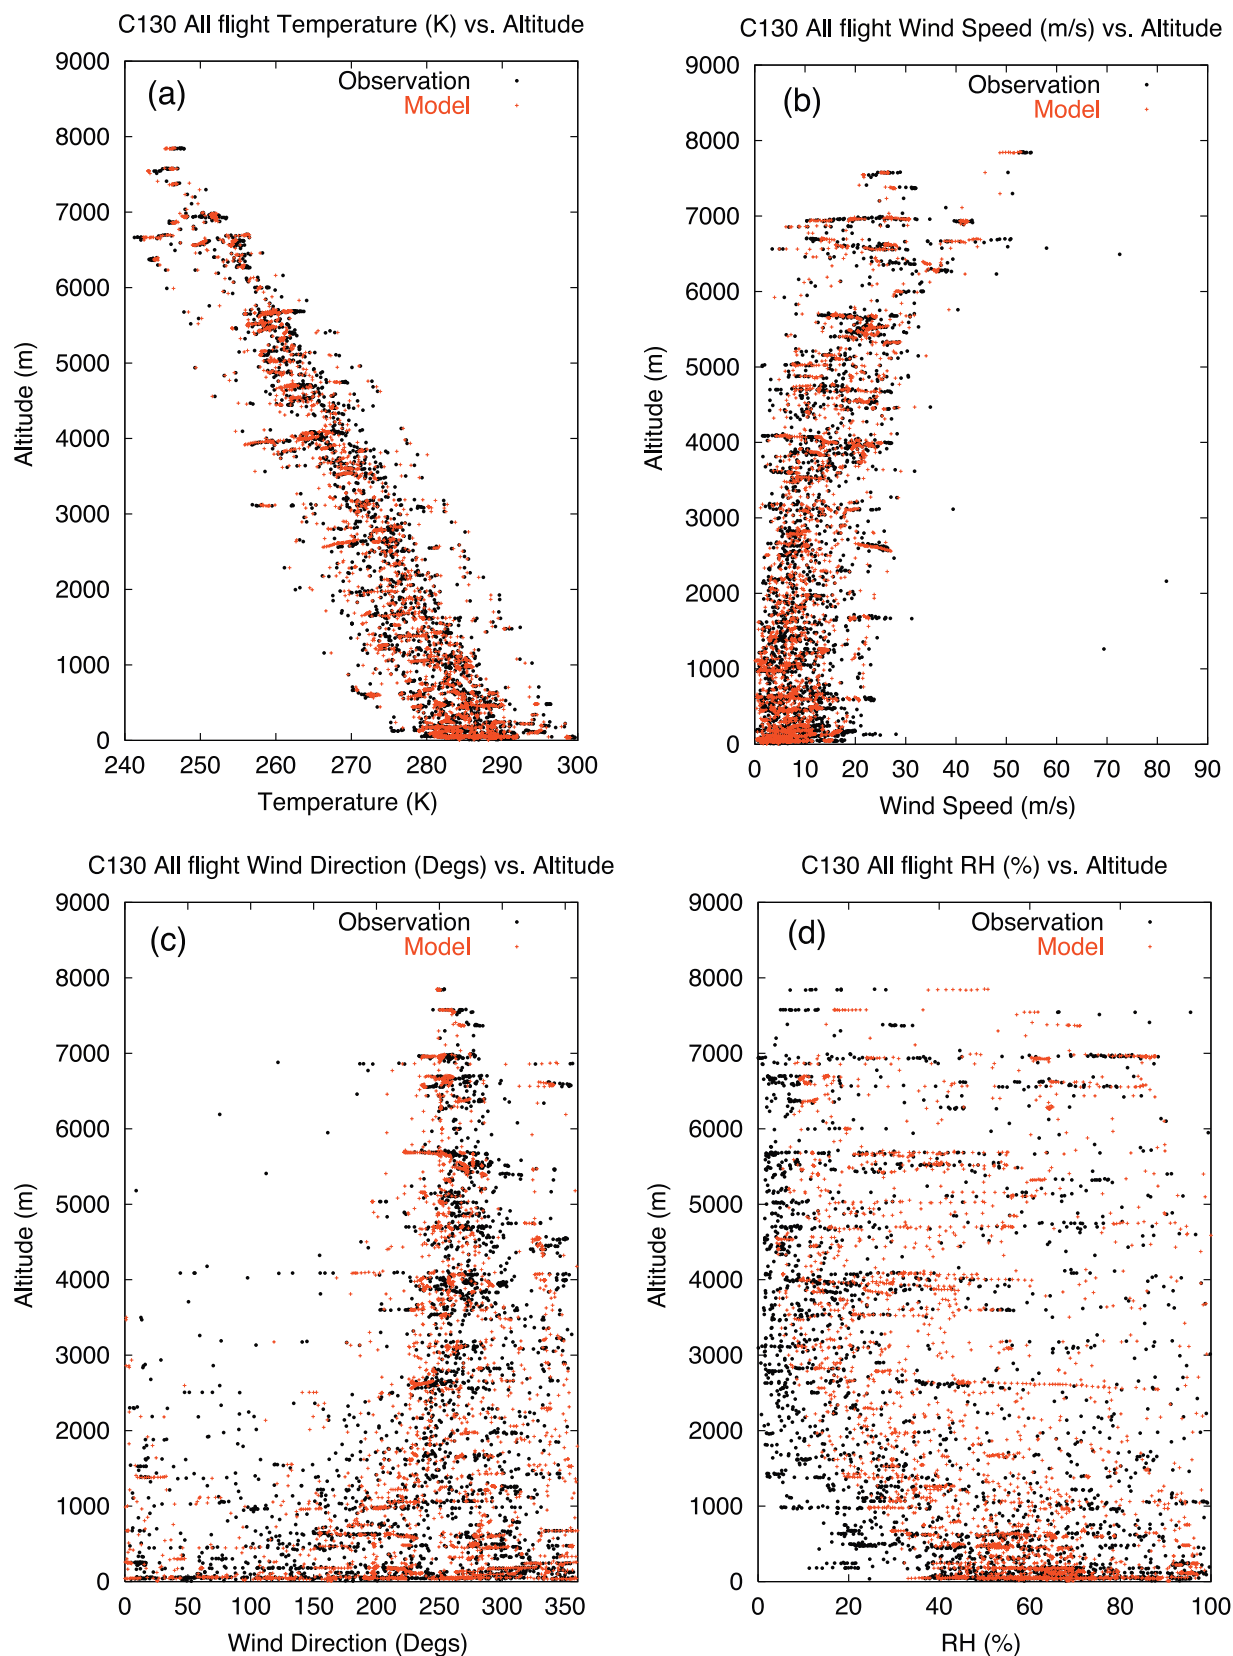 C130 All flight Temperature (K) vs. Altitude
9000
8000
7000
6000
5000
4000
3000
2000
1000
0
Altitude (m)
(a)
Observation
Model
240 250 260 270 280 290 300
Temperature (K)
C130 All flight Wind Speed (m/s) vs. Altitude
9000
8000
7000
6000
5000
4000
3000
2000
1000
0
Altitude (m)
(b)
Observation
Model
0 10 20 30 40 50 60 70 80 90
Wind Speed (m/s)
C130 All flight Wind Direction (Degs) vs. Altitude
9000
8000
7000
6000
5000
4000
3000
2000
1000
0
Altitude (m)
(c)
Observation
Model
0 50 100 150 200 250 300 350
Wind Direction (Degs)
C130 All flight RH (%) vs. Altitude
9000
8000
7000
6000
5000
4000
3000
2000
1000
0
Altitude (m)
(d)
Observation
Model
0 20 40 60 80 100
RH (%)